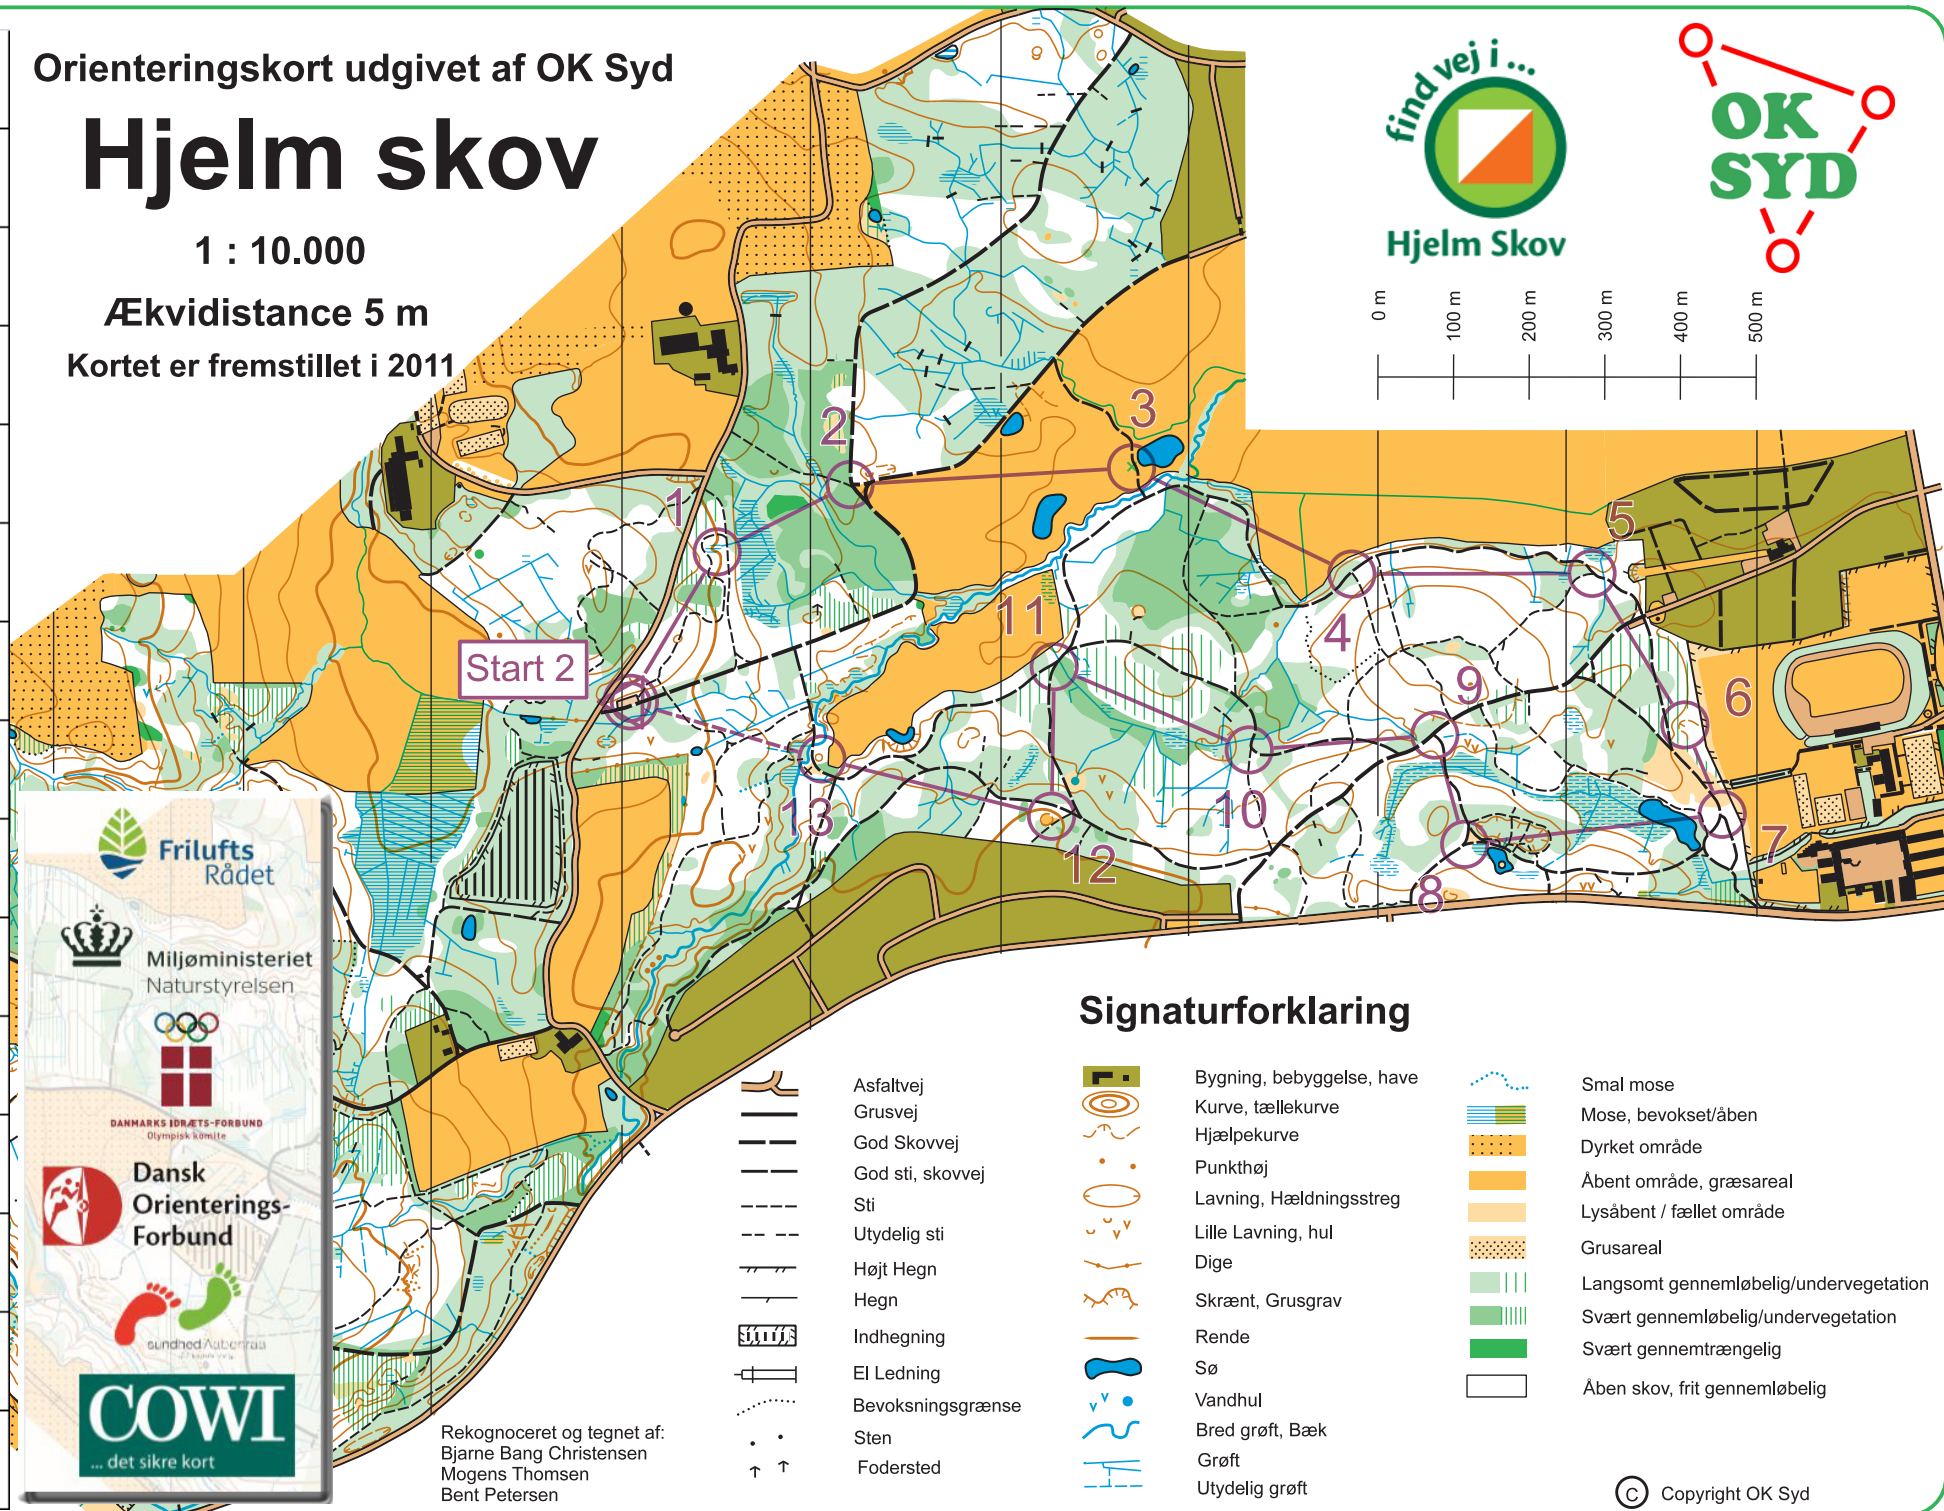 Orienteringskort udgivet af OK Syd
Hjelm skov
1 : 10.000
Ækvidistance 5 m
Kortet er fremstillet i 2011
find vej i ...
Hjelm Skov
OK
SYD
0 m
100 m
200 m
300 m
400 m
500 m
Start 2
1
2
3
4
5
6
7
8
9
10
11
12
13
Frilufts
Rådet
Miljøministeriet
Naturstyrelsen
DANMARKS IDRÆTS-FORBUND
Olympisk komite
Dansk
Orienterings-
Forbund
sundhed Aabenraa
COWI
... det sikre kort
Rekognoceret og tegnet af:
Bjarne Bang Christensen
Mogens Thomsen
Bent Petersen
Signaturforklaring
Asfaltvej
Grusvej
God Skovvej
God sti, skovvej
Sti
Utydelig sti
Højt Hegn
Hegn
Indhegning
El Ledning
Bevoksningsgrænse
Sten
Fodersted
Bygning, bebyggelse, have
Kurve, tællekurve
Hjælpekurve
Punkthøj
Lavning, Hældningsstreg
Lille Lavning, hul
Dige
Skrænt, Grusgrav
Rende
Sø
Vandhul
Bred grøft, Bæk
Grøft
Utydelig grøft
Smal mose
Mose, bevokset/åben
Dyrket område
Åbent område, græsareal
Lysåbent / fællet område
Grusareal
Langsomt gennemløbelig/undervegetation
Svært gennemløbelig/undervegetation
Svært gennemtrængelig
Åben skov, frit gennemløbelig
C Copyright OK Syd